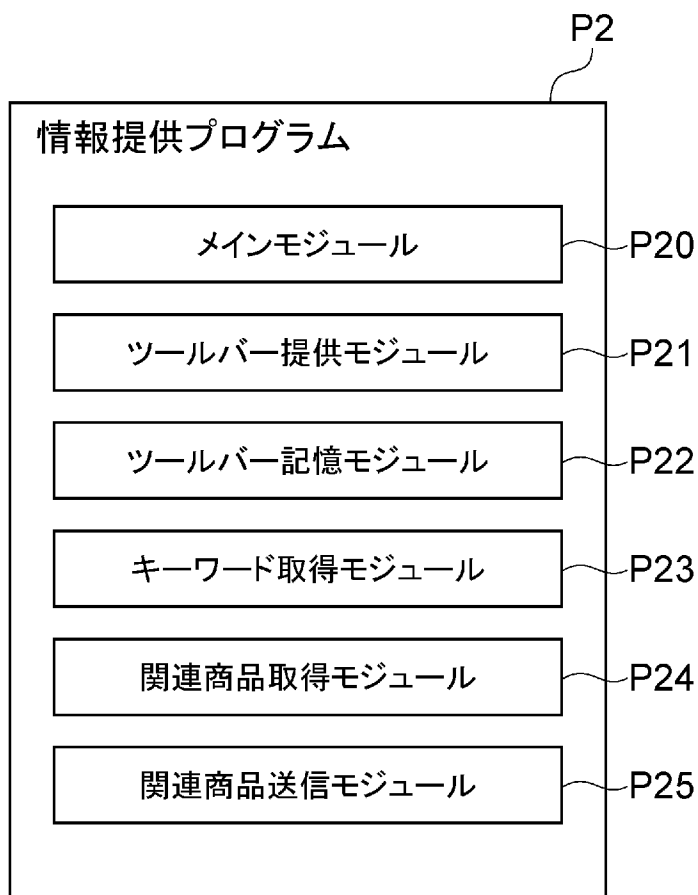 P2
情報提供プログラム
メインモジュール P20
ツールバー提供モジュール P21
ツールバー記憶モジュール P22
キーワード取得モジュール P23
関連商品取得モジュール P24
関連商品送信モジュール P25